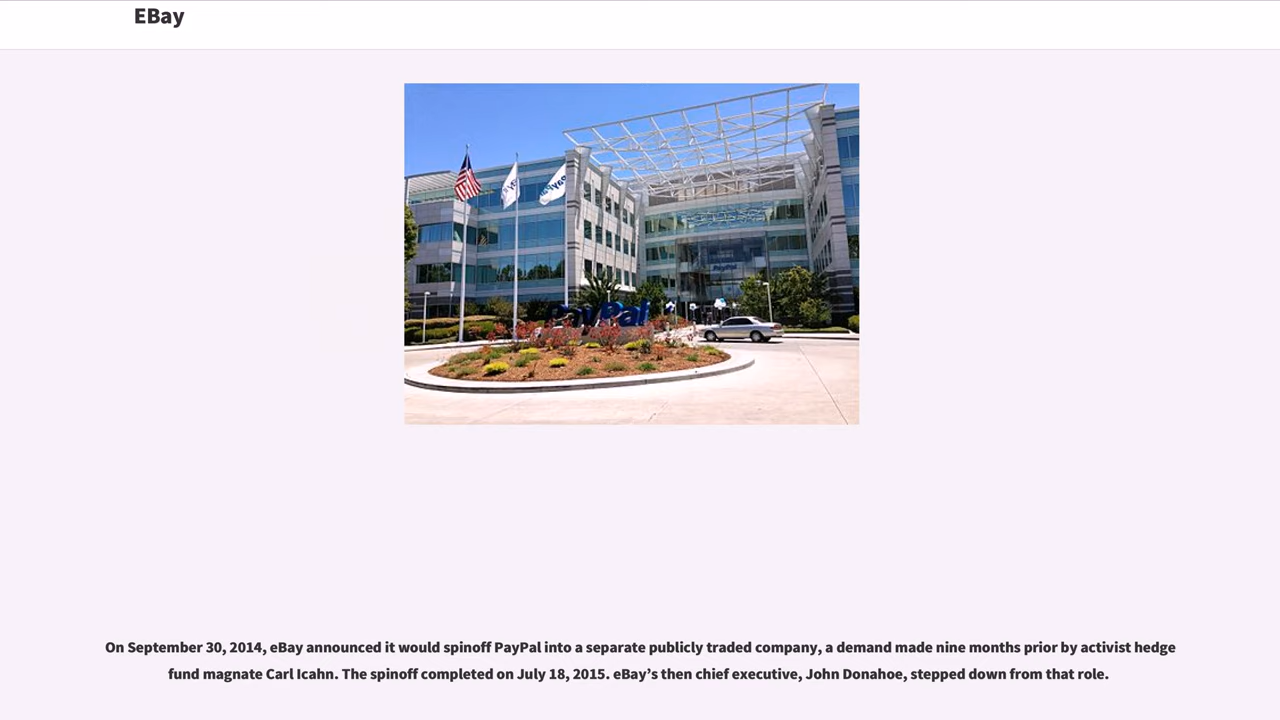 EBay
PayPal
On September 30, 2014, eBay announced it would spinoff PayPal into a separate publicly traded company, a demand made nine months prior by activist hedge
fund magnate Carl Icahn. The spinoff completed on July 18, 2015. eBay’s then chief executive, John Donahoe, stepped down from that role.